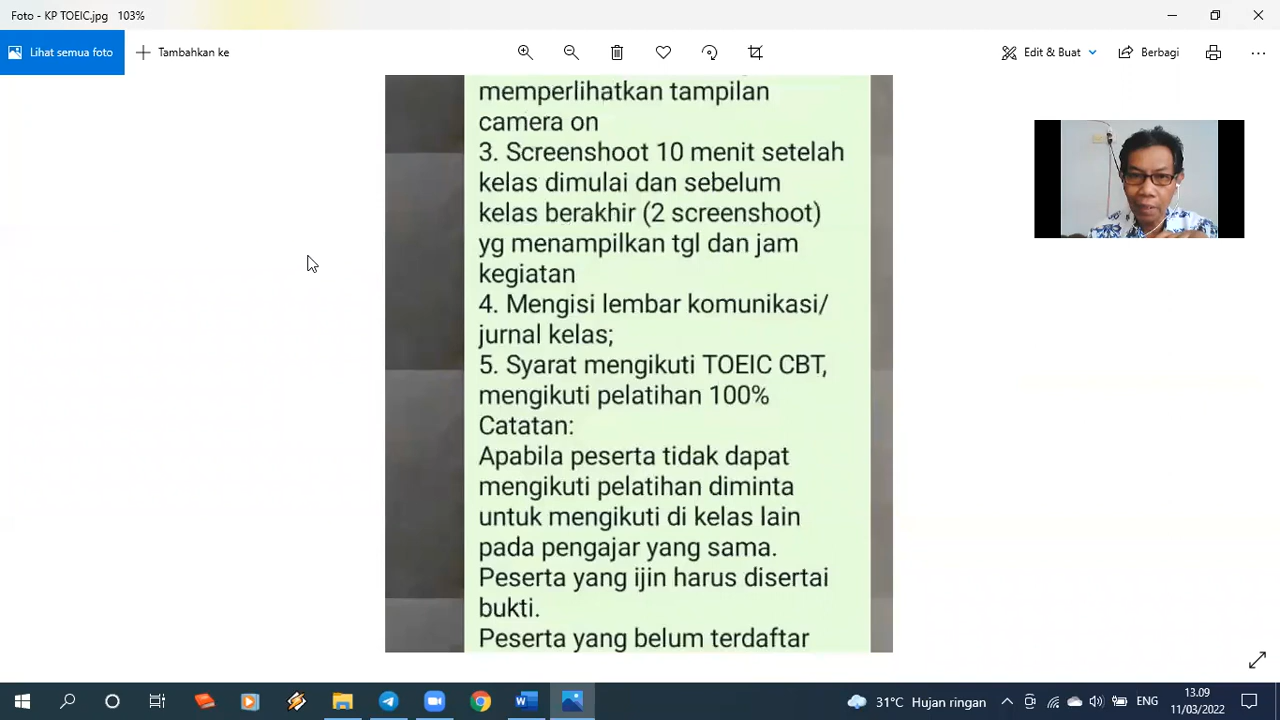 Foto - KP TOEIC.jpg 103%
Lihat semua foto
Tambahkan ke
Edit & Buat
Berbagi
memperlihatkan tampilan
camera on
3. Screenshoot 10 menit setelah
kelas dimulai dan sebelum
kelas berakhir (2 screenshoot)
yg menampilkan tgl dan jam
kegiatan
4. Mengisi lembar komunikasi/
jurnal kelas;
5. Syarat mengikuti TOEIC CBT,
mengikuti pelatihan 100%
Catatan:
Apabila peserta tidak dapat
mengikuti pelatihan diminta
untuk mengikuti di kelas lain
pada pengajar yang sama.
Peserta yang ijin harus disertai
bukti.
Peserta yang belum terdaftar
31°C Hujan ringan
ENG
13.09
11/03/2022